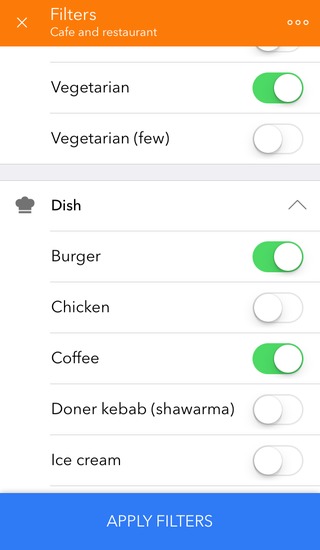 Filters
Cafe and restaurant
Vegetarian
Vegetarian (few)
Dish
Burger
Chicken
Coffee
Doner kebab (shawarma)
Ice cream
APPLY FILTERS